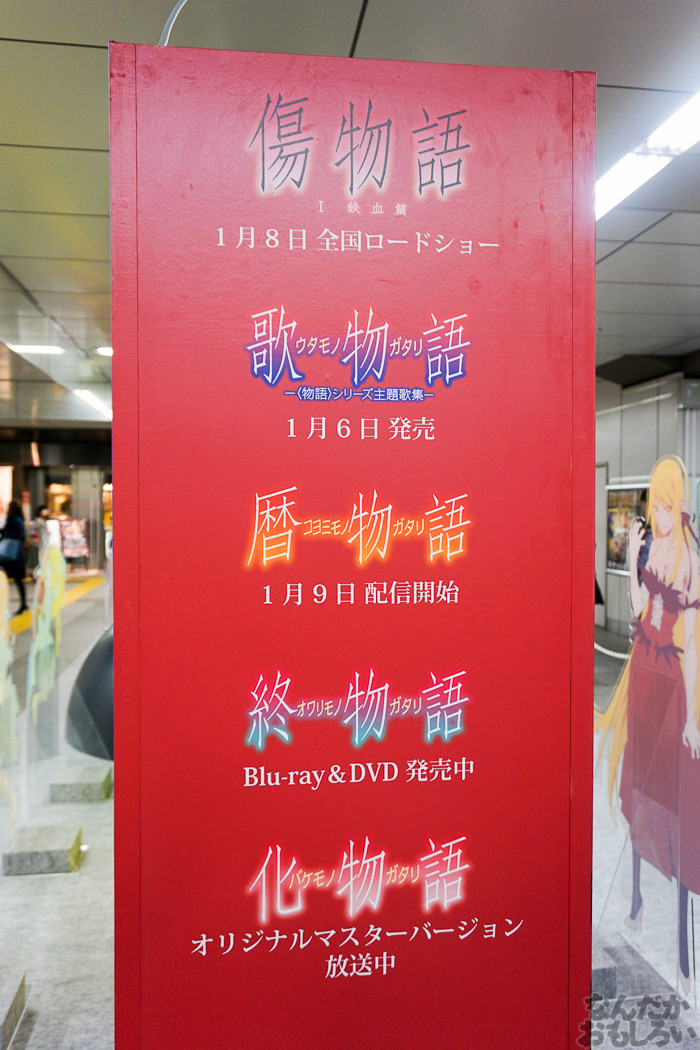 傷物語
I 鉄血篇
1月8日 全国ロードショー
歌物語
ウタモノガタリ
―〈物語〉シリーズ主題歌集―
1月6日 発売
暦物語
コヨミモノガタリ
1月9日 配信開始
終物語
オワリモノガタリ
Blu-ray&DVD 発売中
化物語
バケモノガタリ
オリジナルマスターバージョン
放送中
なんだか
おもしろい